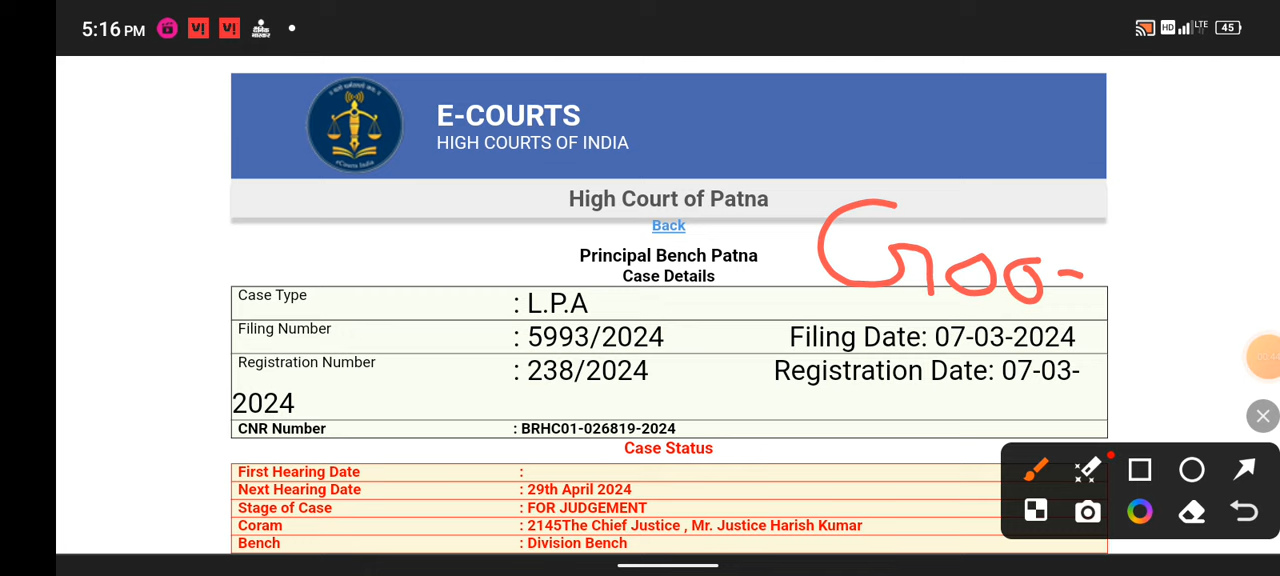 5:16 PM
HD LTE 45
E-COURTS
HIGH COURTS OF INDIA
High Court of Patna
Back
Principal Bench Patna
Case Details
Case Type : L.P.A
Filing Number : 5993/2024 Filing Date: 07-03-2024
Registration Number : 238/2024 Registration Date: 07-03-
2024
CNR Number : BRHC01-026819-2024
Case Status
First Hearing Date :
Next Hearing Date : 29th April 2024
Stage of Case : FOR JUDGEMENT
Coram : 2145The Chief Justice , Mr. Justice Harish Kumar
Bench : Division Bench